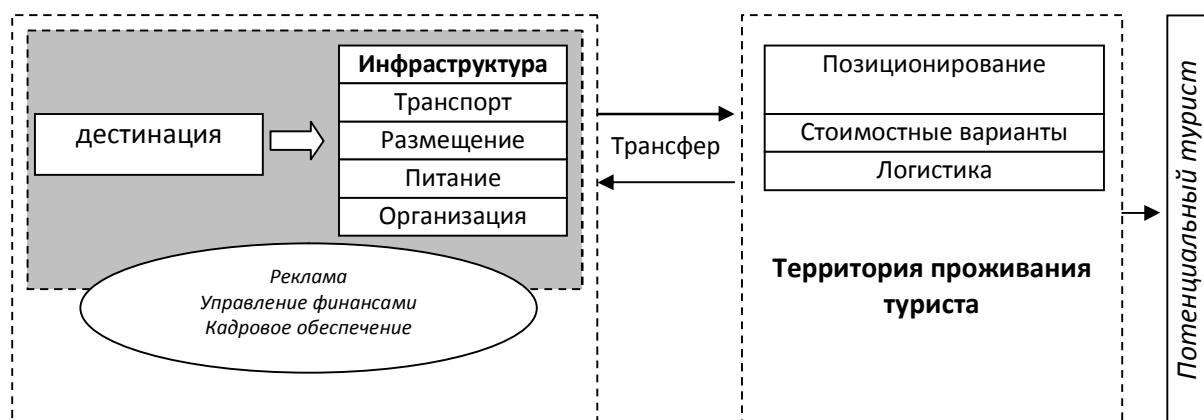 дестинация
Инфраструктура
Транспорт
Размещение
Питание
Организация
Реклама
Управление финансами
Кадровое обеспечение
Трансфер
Позиционирование
Стоимостные варианты
Логистика
Территория проживания
туриста
Потенциальный турист